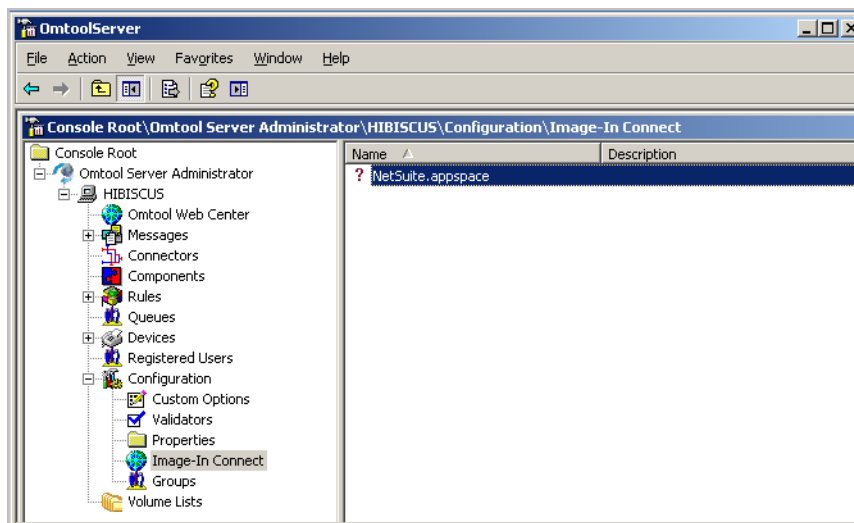 OmtoolServer
File Action View Favorites Window Help
Console Root\Omtool Server Administrator\HIBISCUS\Configuration\Image-In Connect
Console Root
Omtool Server Administrator
HIBISCUS
Omtool Web Center
Messages
Connectors
Components
Rules
Queues
Devices
Registered Users
Configuration
Custom Options
Validators
Properties
Image-In Connect
Groups
Volume Lists
Name Description
NetSuite.appspace